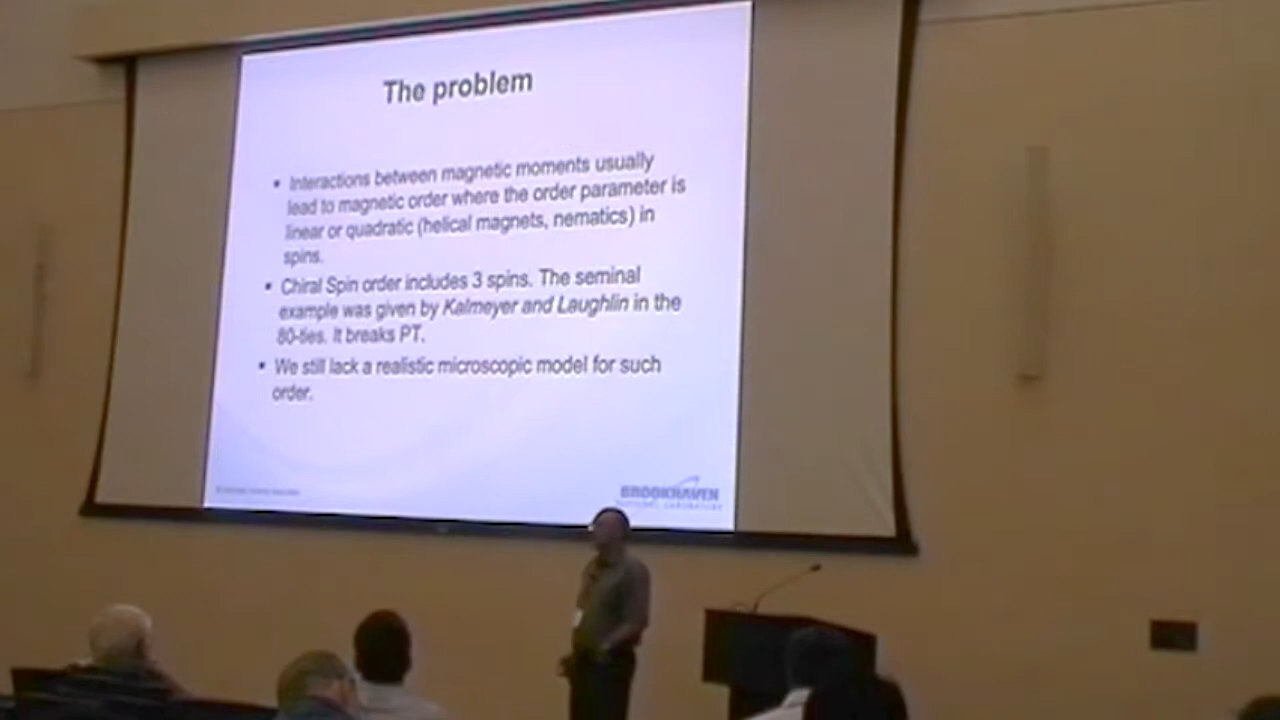 The problem
• Interactions between magnetic moments usually
lead to magnetic order where the order parameter is
linear or quadratic (helical magnets, nematics) in
spins.
• Chiral Spin order includes 3 spins. The seminal
example was given by Kalmeyer and Laughlin in the
80-ties. It breaks PT.
• We still lack a realistic microscopic model for such
order.
BROOKHAVEN
NATIONAL LABORATORY